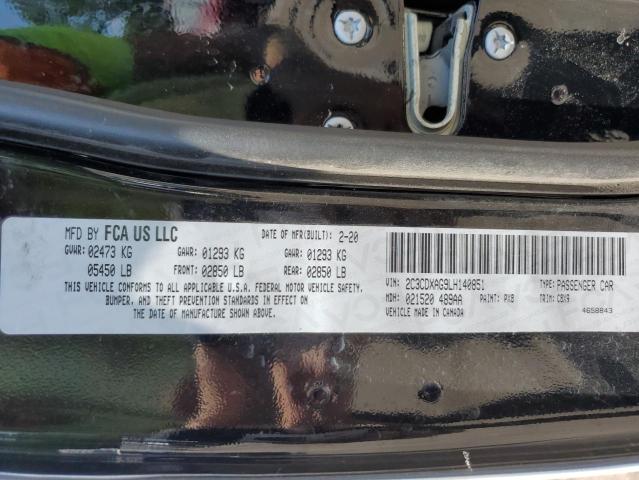 MFD BY FCA US LLC DATE OF MFR(BUILT): 2-20
GVWR: 02473 KG GAWR: 01293 KG GAWR: 01293 KG
05450 LB FRONT: 02850 LB REAR: 02850 LB
THIS VEHICLE CONFORMS TO ALL APPLICABLE U.S.A. FEDERAL MOTOR VEHICLE SAFETY,
BUMPER, AND THEFT PREVENTION STANDARDS IN EFFECT ON
THE DATE OF MANUFACTURE SHOWN ABOVE.
VIN: 2C3CDXAG9LH140851 TYPE: PASSENGER CAR
MDH: 021520 489AA PAINT: PX8 TRIM: C8X9
VEHICLE MADE IN CANADA 4658843